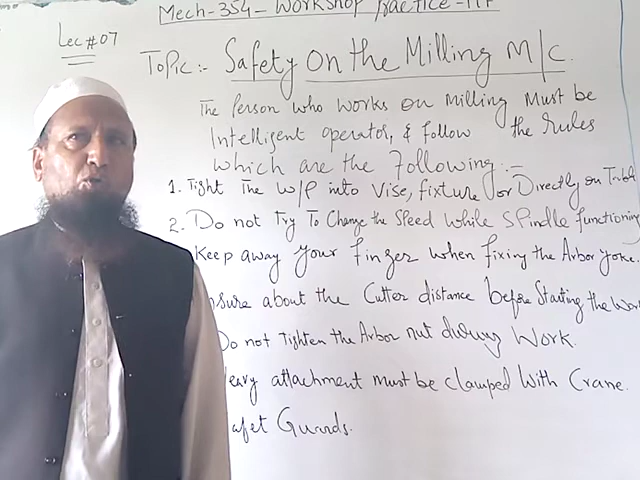 Mech-354- Workshop Practice-III
Lec #07
Topic:- Safety On the Milling M/C.
The Person who works on Milling Must be
Intelligent operator, & follow the rules
which are the Following:-
1. Tight The W/P into Vise, fixture or Directly on Table
2. Do not Try To Change the Speed while Spindle functioning
Keep away your finger when fixing the Arbor yoke.
sure about the Cutter distance before Starting the Work
Do not Tighten the Arbor nut during Work.
Heavy attachment must be clamped With Crane.
afet Guards.